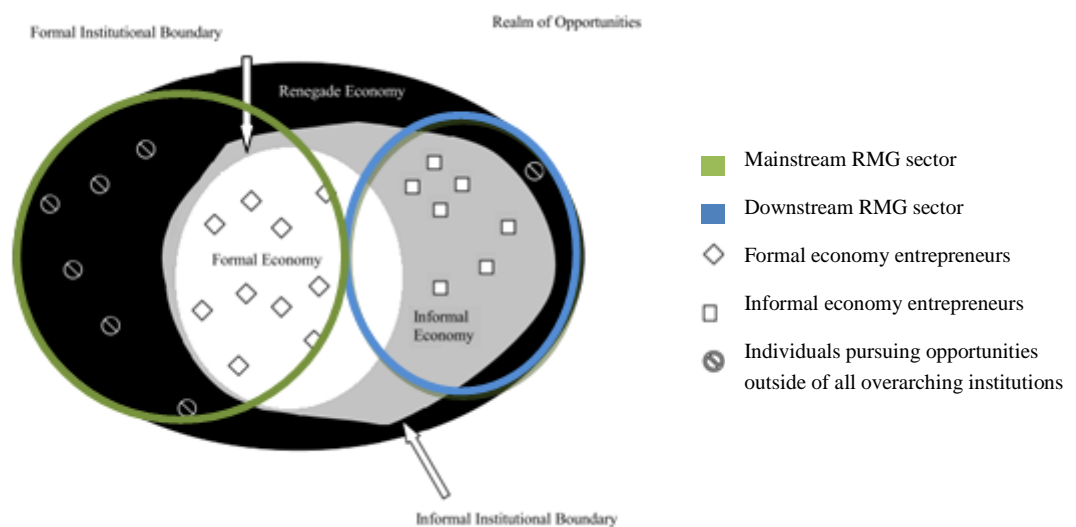 Realm of Opportunities
Formal Institutional Boundary
Renegade Economy
Formal Economy
Informal
Economy
Informal Institutional Boundary
Mainstream RMG sector
Downstream RMG sector
Formal economy entrepreneurs
Informal economy entrepreneurs
Individuals pursuing opportunities
outside of all overarching institutions